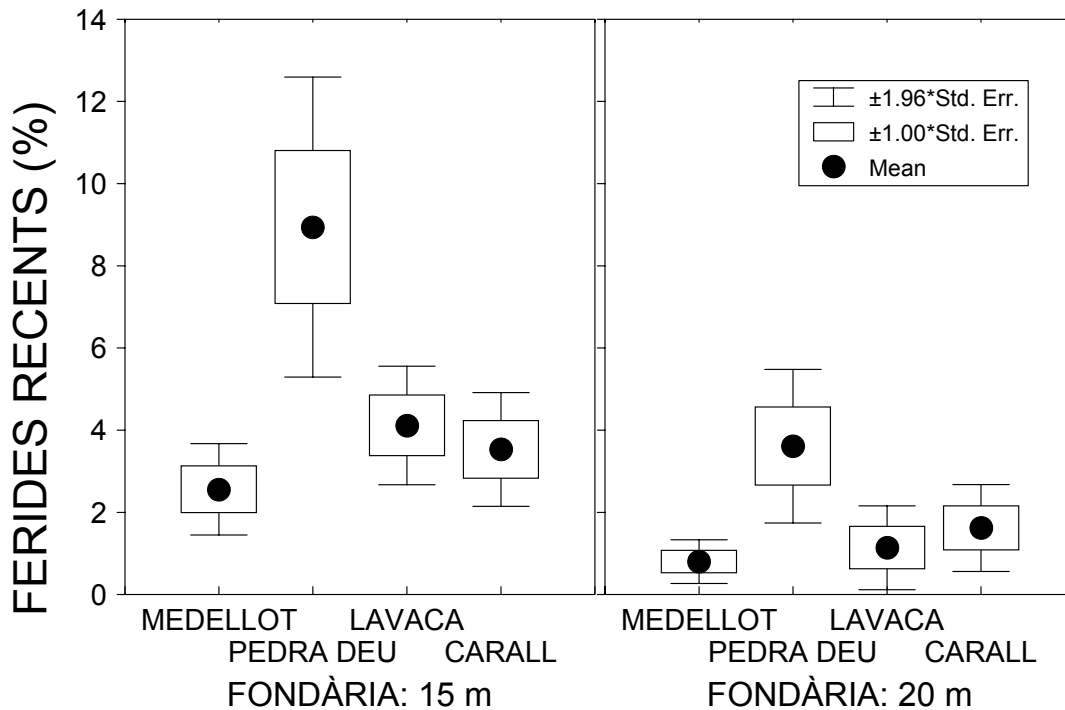 FERIDES RECENTS (%)
14
12
10
8
6
4
2
0
±1.96*Std. Err.
±1.00*Std. Err.
Mean
MEDELLOT LAVACA MEDELLOT LAVACA
PEDRA DEU CARALL PEDRA DEU CARALL
FONDÀRIA: 15 m FONDÀRIA: 20 m